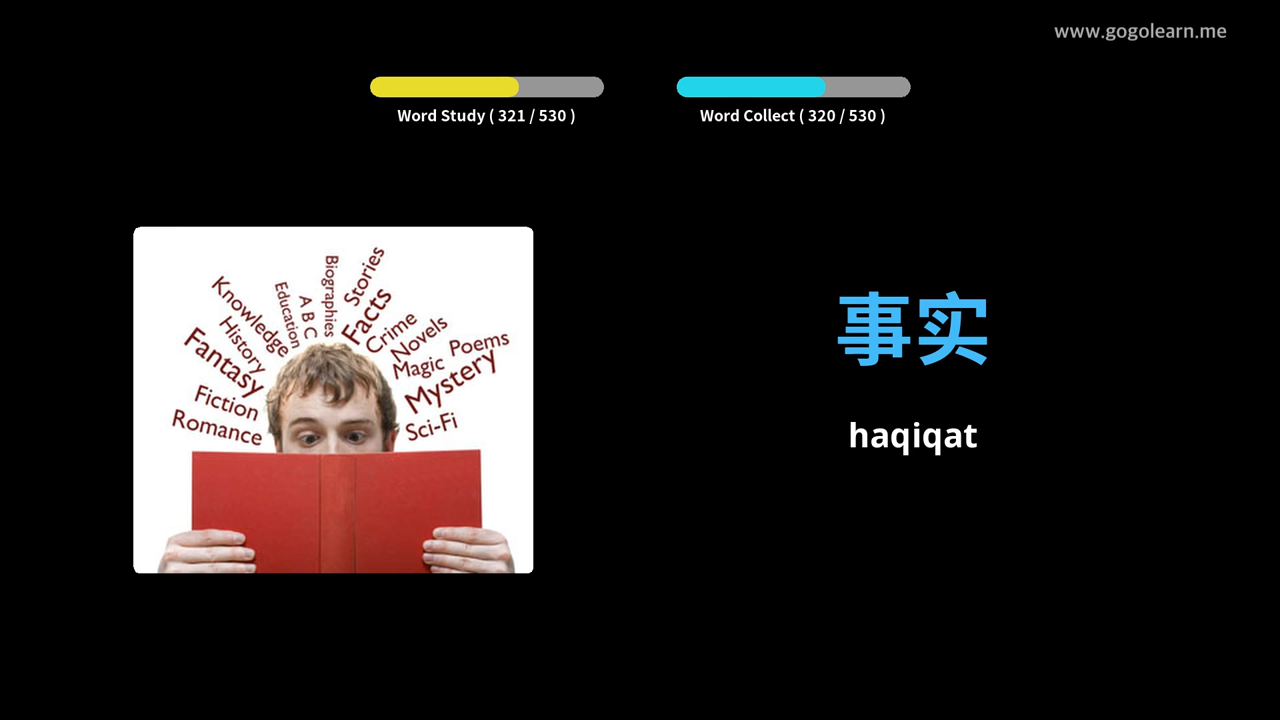 www.gogolearn.me
Word Study ( 321 / 530 )
Word Collect ( 320 / 530 )
Knowledge
Education
A B C
Biographies
Stories
Facts
Crime
Novels
Poems
Magic
Mystery
Sci-Fi
History
Fantasy
Fiction
Romance
事实
haqiqat